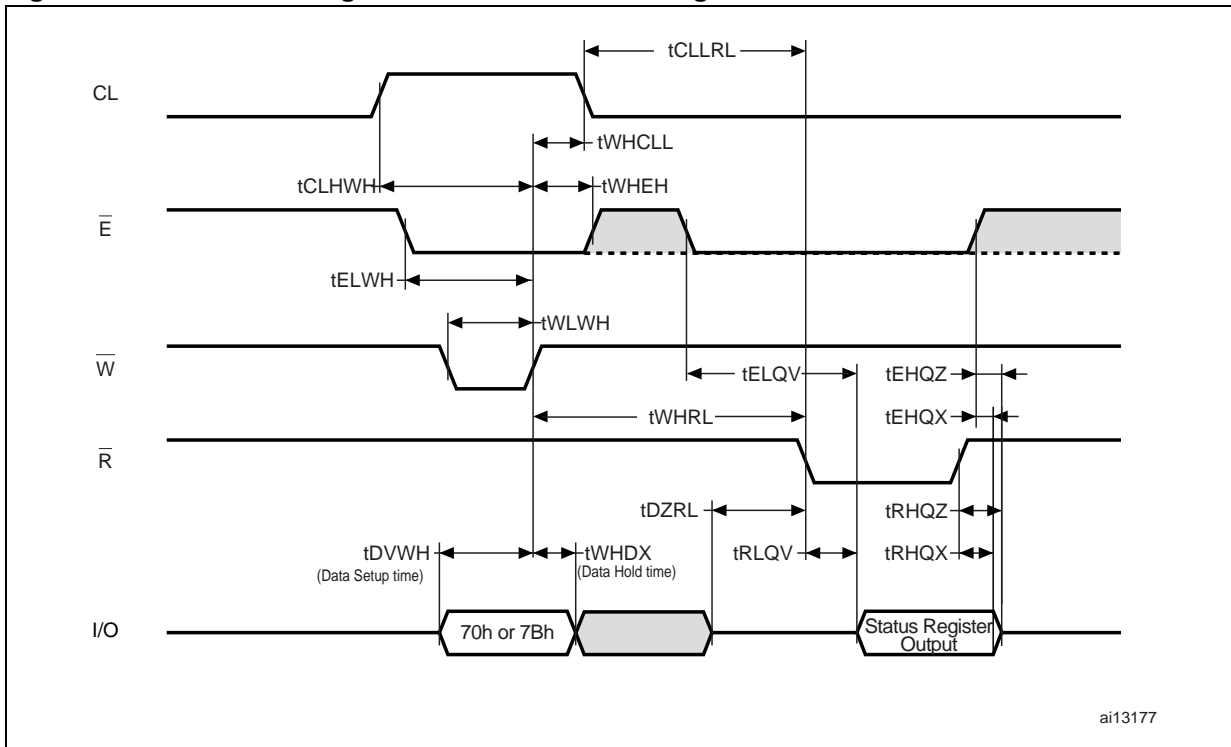 tCLLRL
CL
tWHCLL
tCLHWH
tWHEH
E
tELWH
tWLWH
W
tELQV
tEHQZ
tWHRL
tEHQX
R
tDZRL
tRHQZ
tDVWH
tWHDX
tRLQV
tRHQX
(Data Setup time)
(Data Hold time)
I/O
70h or 7Bh
Status Register
Output
ai13177